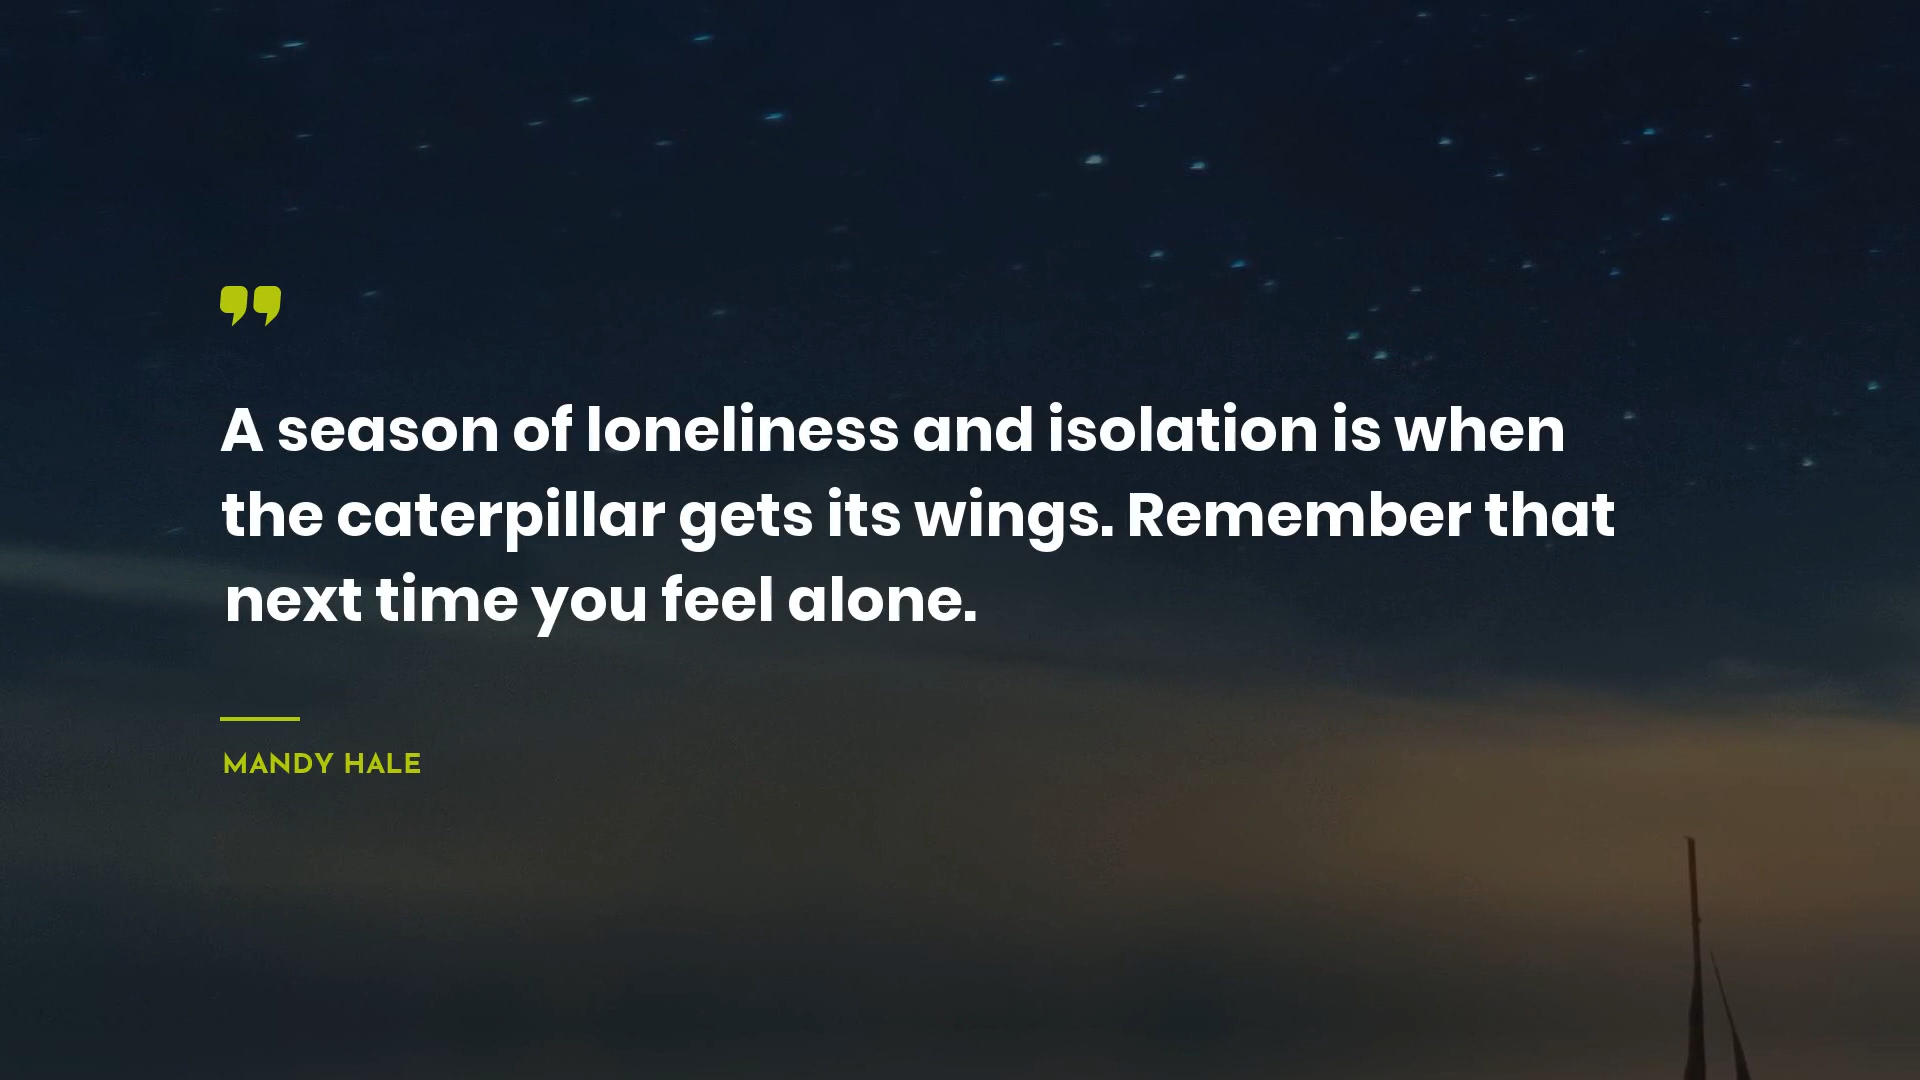 ”
A season of loneliness and isolation is when
the caterpillar gets its wings. Remember that
next time you feel alone.
MANDY HALE